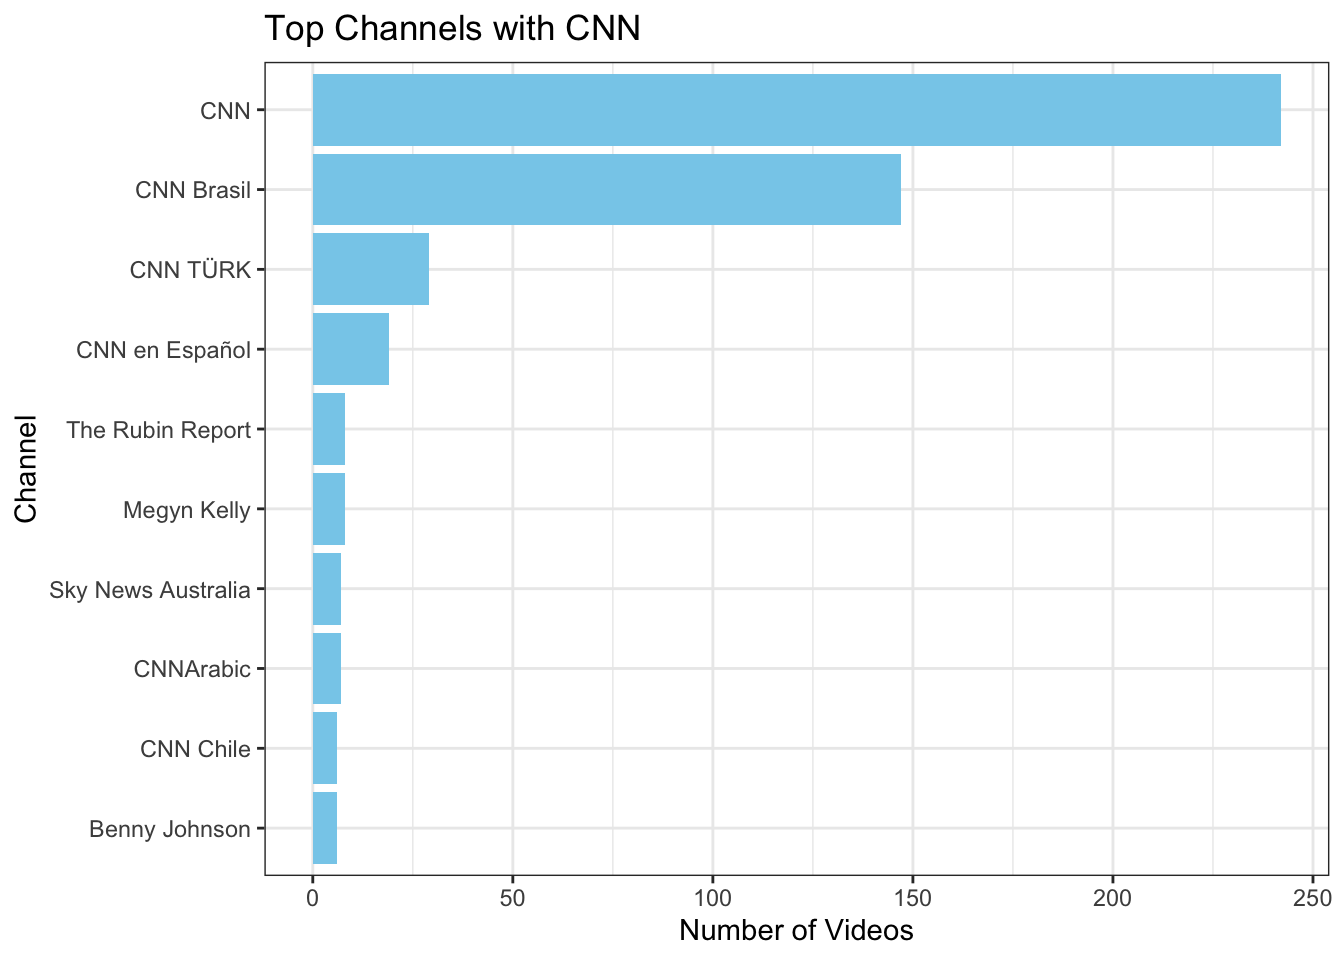 Top Channels with CNN
CNN
CNN Brasil
CNN TÜRK
CNN en Español
The Rubin Report
Megyn Kelly
Sky News Australia
CNNArabic
CNN Chile
Benny Johnson
Channel
0 50 100 150 200 250
Number of Videos